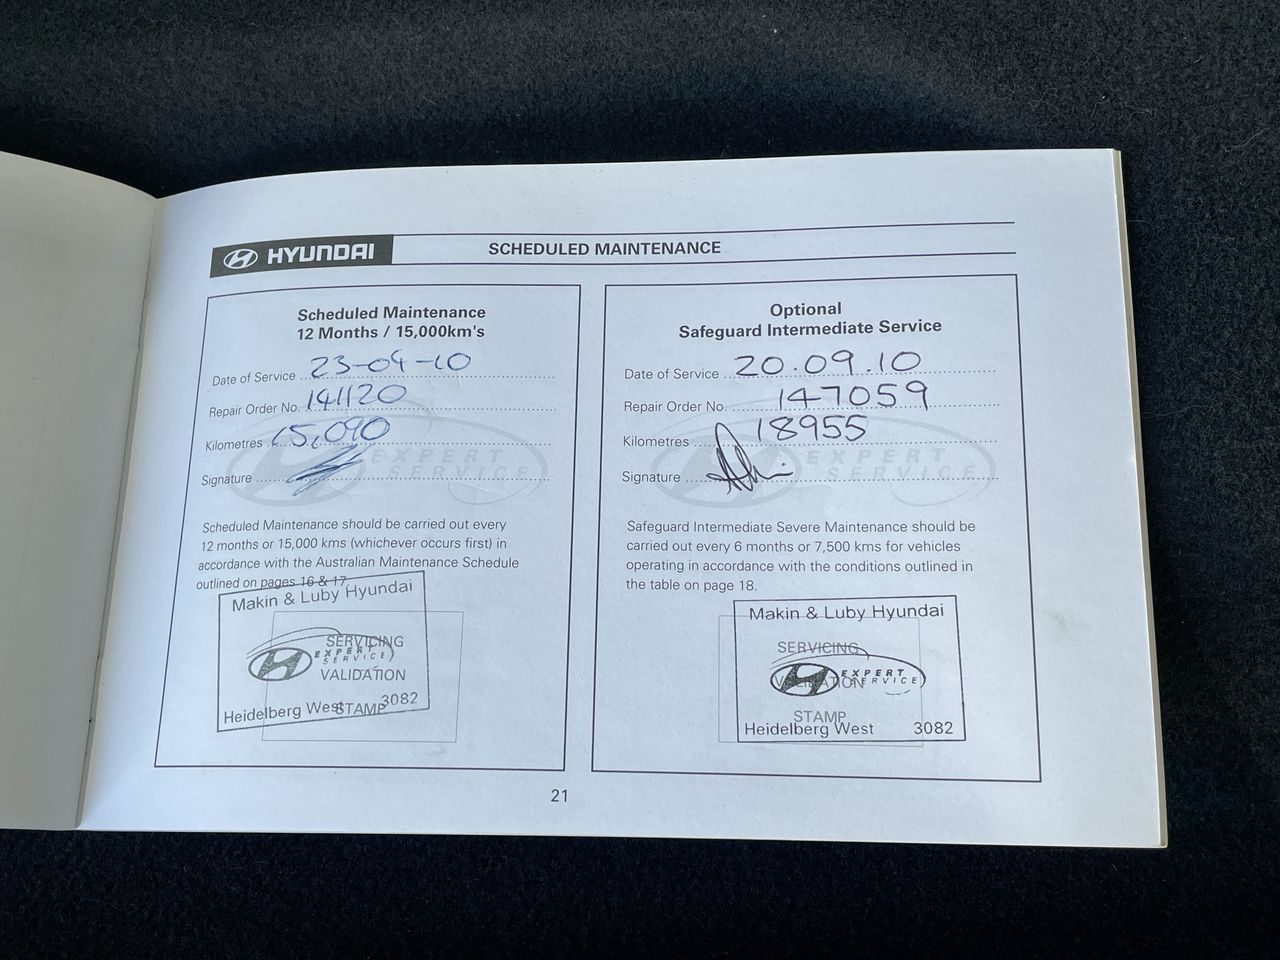 HYUNDAI
SCHEDULED MAINTENANCE
Scheduled Maintenance
12 Months / 15,000km's
Date of Service 23-04-10
Repair Order No. 141120
Kilometres 15,090
Signature
EXPERT
SERVICE
Scheduled Maintenance should be carried out every
12 months or 15,000 kms (whichever occurs first) in
accordance with the Australian Maintenance Schedule
outlined on pages 16 & 17.
Makin & Luby Hyundai
SERVICING
EXPERT
SERVICE
VALIDATION
STAMP
Heidelberg West 3082
Optional
Safeguard Intermediate Service
Date of Service 20.09.10
Repair Order No. 147059
Kilometres 18955
Signature
EXPERT
SERVICE
Safeguard Intermediate Severe Maintenance should be
carried out every 6 months or 7,500 kms for vehicles
operating in accordance with the conditions outlined in
the table on page 18.
Makin & Luby Hyundai
SERVICING
EXPERT
SERVICE
VALIDATION
STAMP
Heidelberg West 3082
21